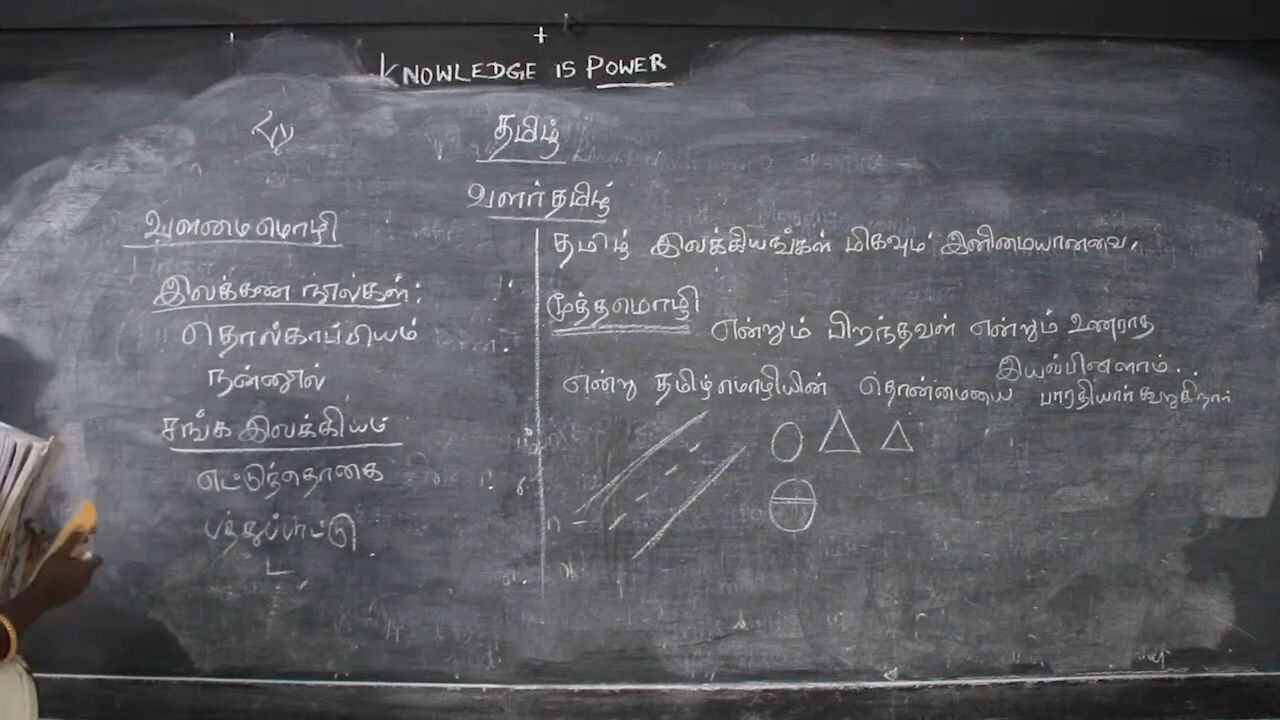 KNOWLEDGE IS POWER
தமிழ்
வளர்தமிழ்
வளமைமொழி
இலக்கண நூல்கள்:
தொல்காப்பியம்
நன்னூல்
சங்க இலக்கியம்
எட்டுத்தொகை
பத்துப்பாட்டு
தமிழ் இலக்கியங்கள் மிகவும் இனிமையானவை.
மூத்தமொழி
என்றும் பிறந்தவள் என்றும் உணராத
இயல்பினளாம்..
என்று தமிழ்மொழியின் தொன்மையை பாரதியார் கூறுகிறார்